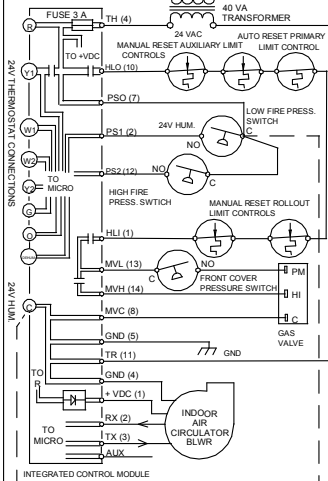 40 VA
TRANSFORMER
FUSE 3 A
TH (4)
R
24 VAC
AUTO RESET PRIMARY
LIMIT CONTROL
MANUAL RESET AUXILIARY LIMIT
CONTROLS
TO +VDC
HLO (10)
Y1
PSO (7)
LOW FIRE PRESS.
SWITCH
24V HUM.
C
W1
PS1 (2)
NO
W2
NO
PS2 (12)
TO
MICRO
C
Y2
HIGH FIRE
PRESS. SWTICH
G
MANUAL RESET ROLLOUT
LIMIT CONTROLS
O
HLI (1)
NO
MVL (13)
PM
C
FRONT COVER
PRESSURE SWITCH
MVH (14)
HI
C
MVC (8)
C
GAS
VALVE
GND (5)
GND
TR (11)
TO
R
GND (4)
+ VDC (1)
INDOOR
AIR
CIRCULATOR
BLWR
RX (2)
TO
MICRO
TX (3)
AUX
INTEGRATED CONTROL MODULE
24V THERMOSTAT CONNECTIONS
24V HUM.